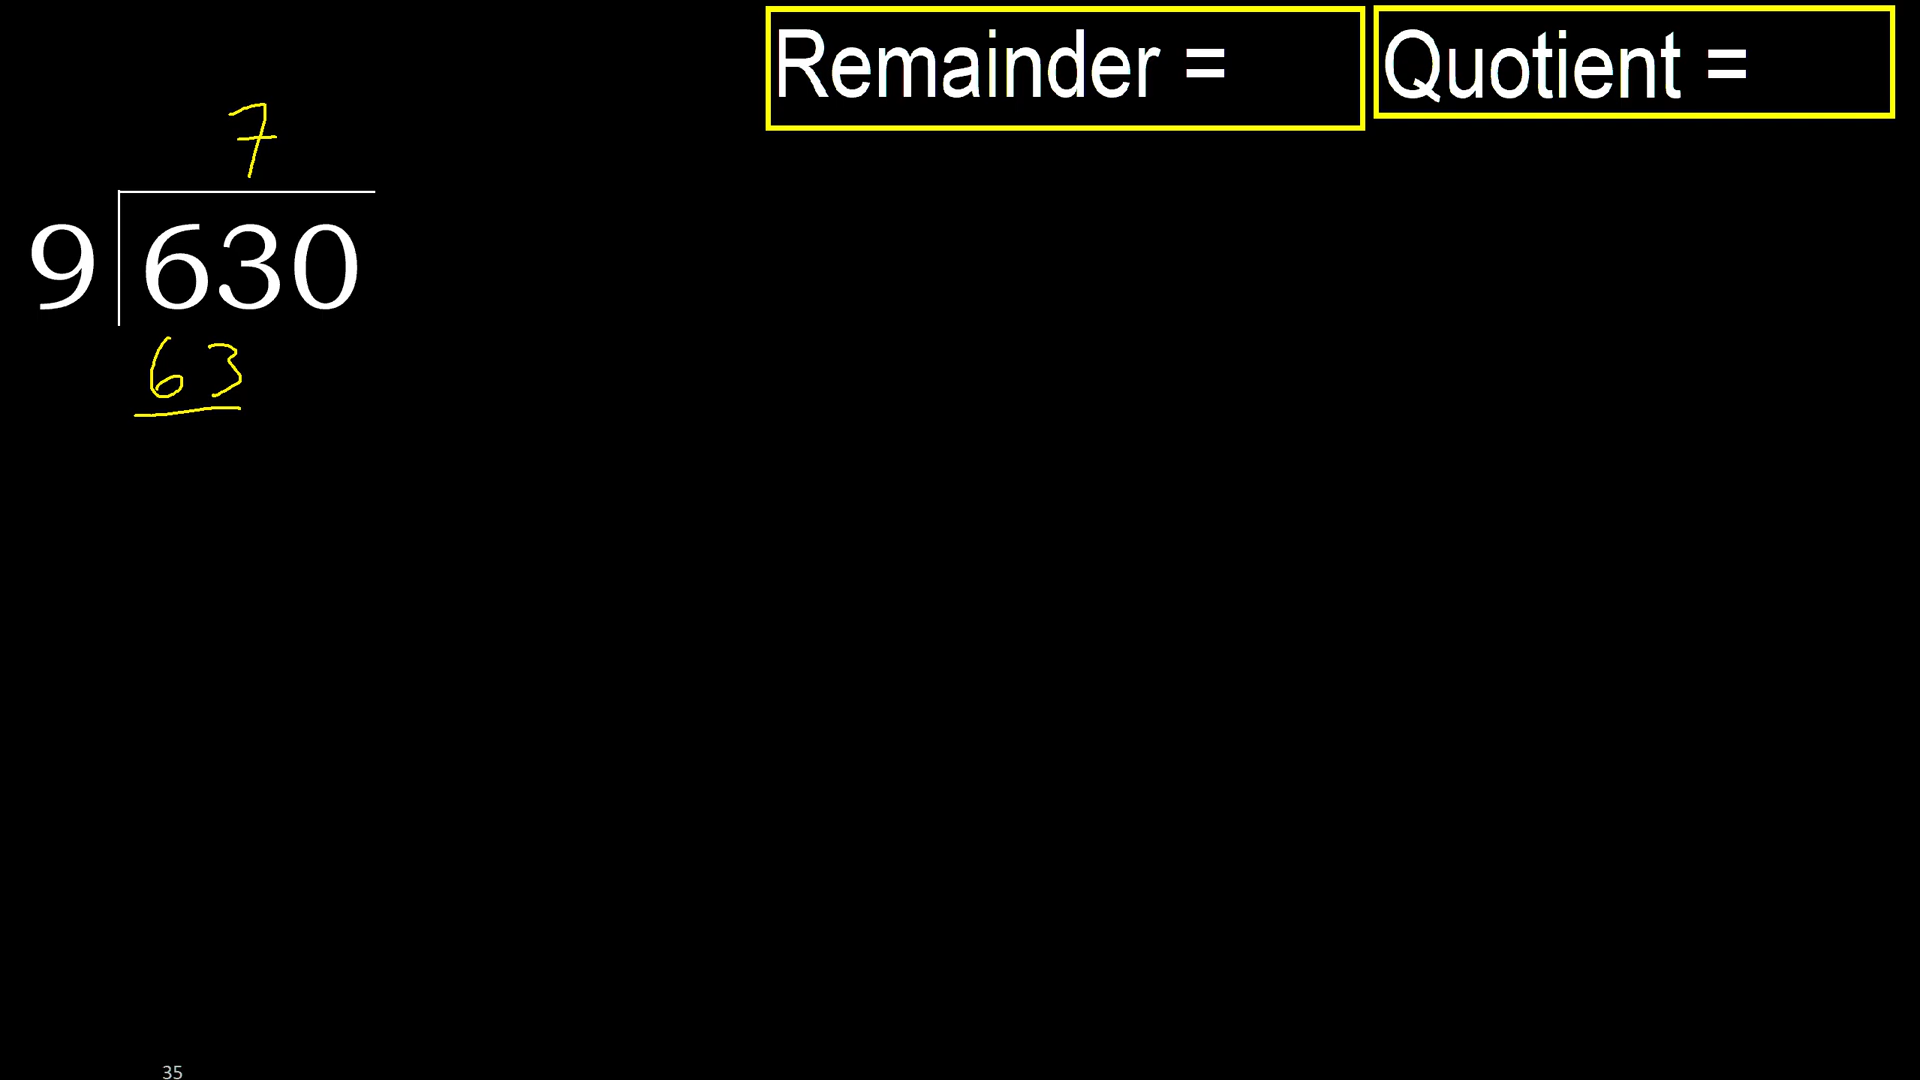 Remainder = Quotient =
7
9 630
63
35